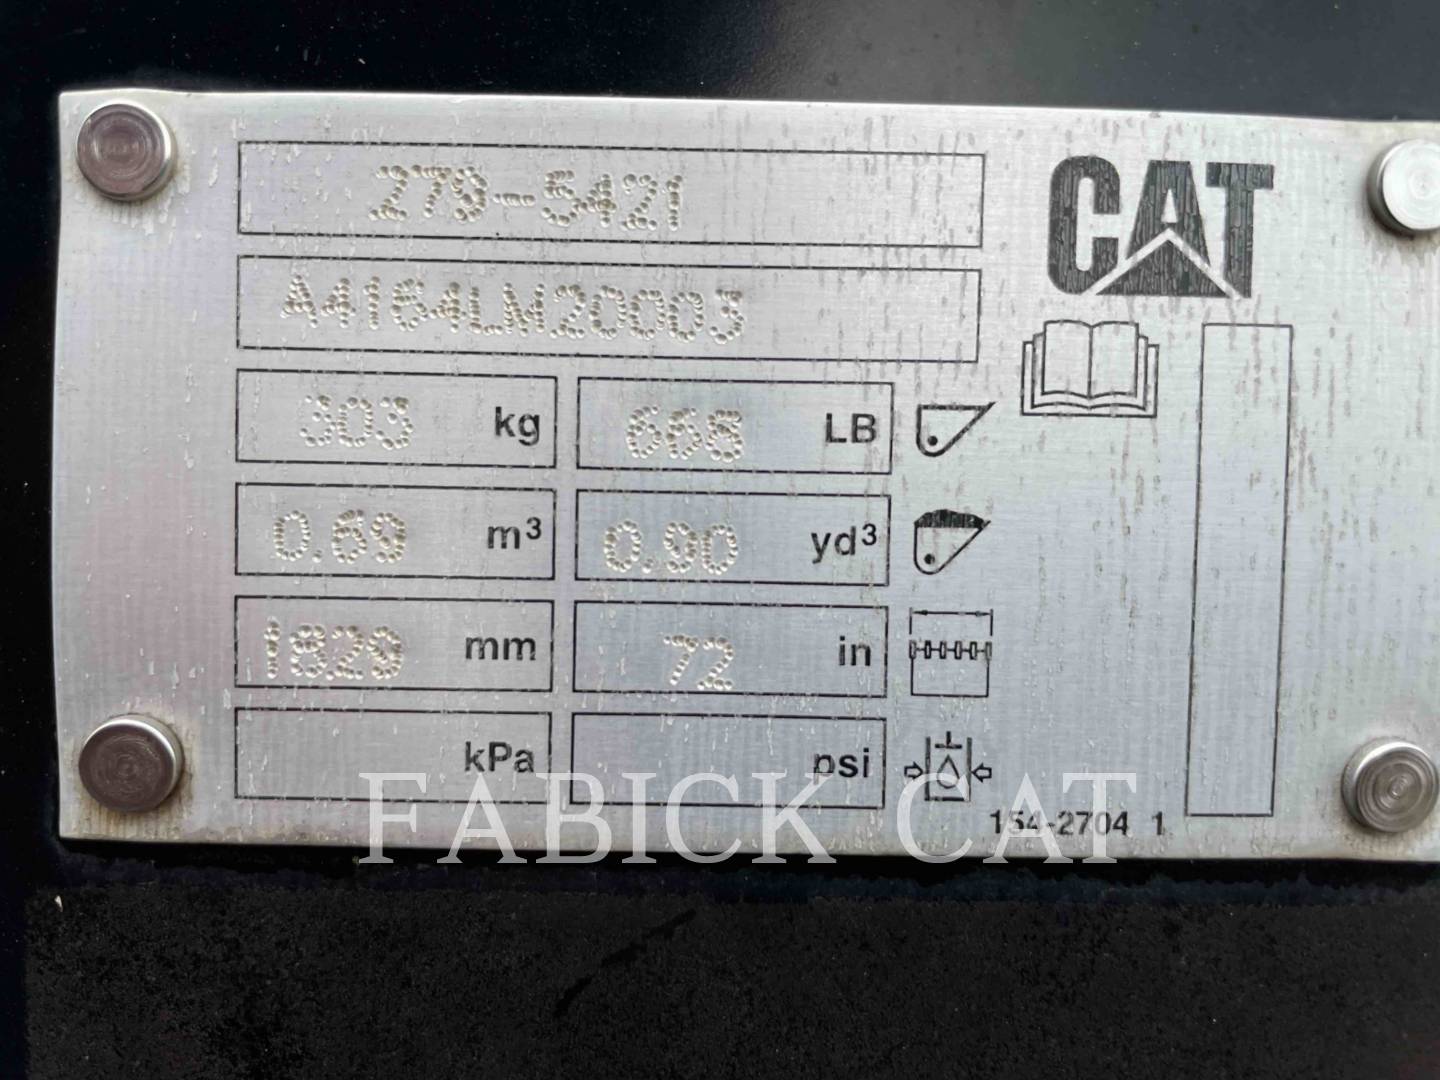 279-5421
CAT
A4164LM20003
303 kg 668 LB
0.69 m³ 0.90 yd³
1829 mm 72 in
kPa psi
154-2704 1
FABICK CAT